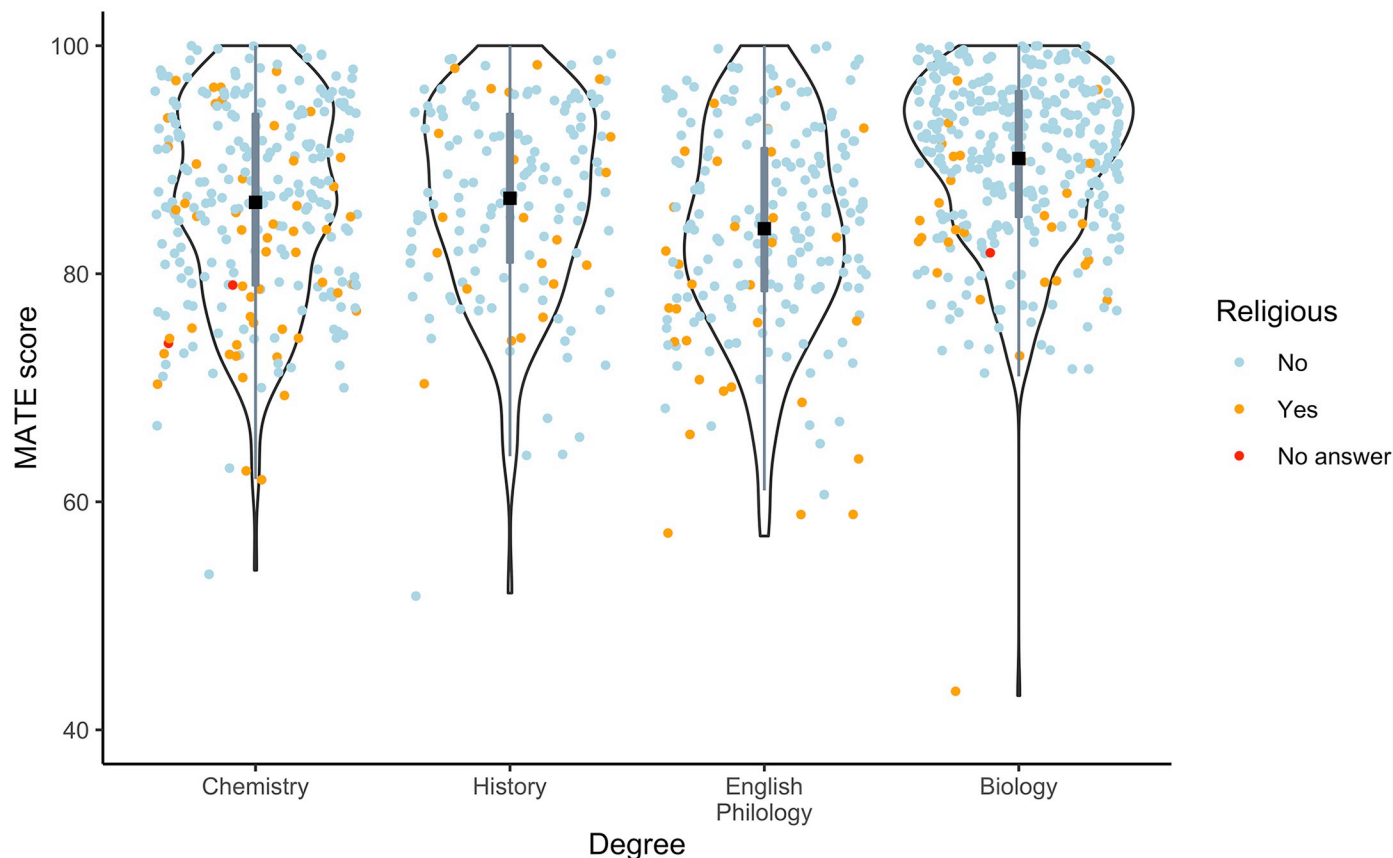 MATE score
100
80
60
40
Chemistry
History
English
Philology
Biology
Degree
Religious
No
Yes
No answer